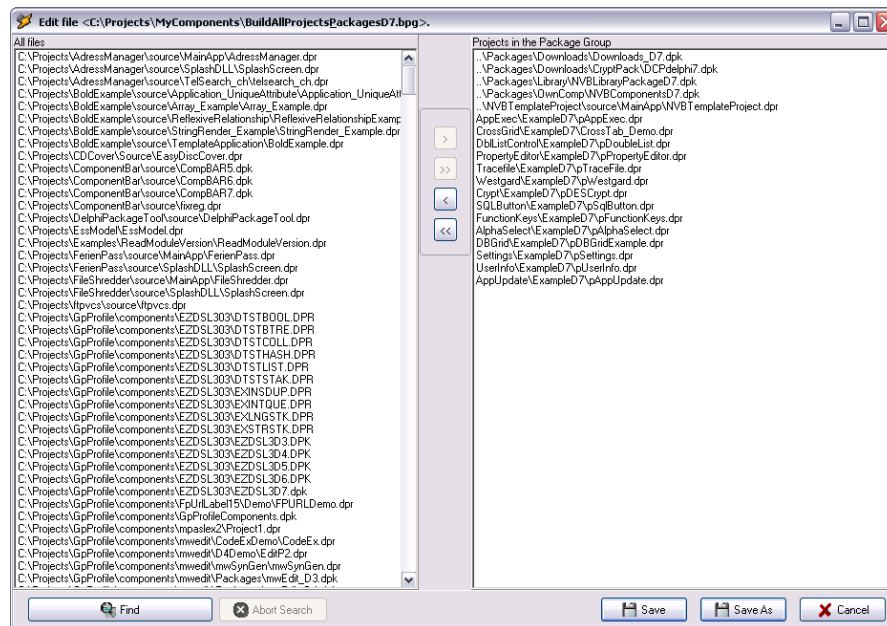 Edit file <C:\Projects\MyComponents\BuildAllProjectsPackagesD7.bpg>.
All files
C:\Projects\AdressManager\source\MainApp\AdressManager.dpr
C:\Projects\AdressManager\source\SplashDLL\SplashScreen.dpr
C:\Projects\AdressManager\source\TelSearch_ch\telsearch_ch.dpr
C:\Projects\BoldExample\source\Application_UniqueAttribute\Application_UniqueAtt
C:\Projects\BoldExample\source\Array_Example\Array_Example.dpr
C:\Projects\BoldExample\source\ReflexiveRelationship\ReflexiveRelationshipExamp
C:\Projects\BoldExample\source\StringRender_Example\StringRender_Example.dpr
C:\Projects\BoldExample\source\TemplateApplication\BoldExample.dpr
C:\Projects\CDCover\Source\EasyDiscCover.dpr
C:\Projects\ComponentBar\source\CompBAR5.dpk
C:\Projects\ComponentBar\source\CompBAR6.dpk
C:\Projects\ComponentBar\source\CompBAR7.dpk
C:\Projects\ComponentBar\source\fixreg.dpr
C:\Projects\DelphiPackageTool\source\DelphiPackageTool.dpr
C:\Projects\EssModel\EssModel.dpr
C:\Projects\Examples\ReadModuleVersion\ReadModuleVersion.dpr
C:\Projects\FerienPass\source\MainApp\FerienPass.dpr
C:\Projects\FerienPass\source\SplashDLL\SplashScreen.dpr
C:\Projects\FileShredder\source\MainApp\FileShredder.dpr
C:\Projects\FileShredder\source\SplashDLL\SplashScreen.dpr
C:\Projects\ftpvcs\source\ftpvcs.dpr
C:\Projects\GpProfile\components\EZDSL303\DTSTBOOL.DPR
C:\Projects\GpProfile\components\EZDSL303\DTSTBTRE.DPR
C:\Projects\GpProfile\components\EZDSL303\DTSTCOLL.DPR
C:\Projects\GpProfile\components\EZDSL303\DTSTHASH.DPR
C:\Projects\GpProfile\components\EZDSL303\DTSTLIST.DPR
C:\Projects\GpProfile\components\EZDSL303\DTSTSTAK.DPR
C:\Projects\GpProfile\components\EZDSL303\EXINSDUP.DPR
C:\Projects\GpProfile\components\EZDSL303\EXINTQUE.DPR
C:\Projects\GpProfile\components\EZDSL303\EXLNGSTK.DPR
C:\Projects\GpProfile\components\EZDSL303\EXSTRSTK.DPR
C:\Projects\GpProfile\components\EZDSL303\EZDSL3D3.DPK
C:\Projects\GpProfile\components\EZDSL303\EZDSL3D4.DPK
C:\Projects\GpProfile\components\EZDSL303\EZDSL3D5.DPK
C:\Projects\GpProfile\components\EZDSL303\EZDSL3D6.DPK
C:\Projects\GpProfile\components\EZDSL303\EZDSL3D7.dpk
C:\Projects\GpProfile\components\FpUrlLabel15\Demo\FPURLDemo.dpr
C:\Projects\GpProfile\components\GpProfileComponents.dpk
C:\Projects\GpProfile\components\mpaslex2\Project1.dpr
C:\Projects\GpProfile\components\mwedit\CodeExDemo\CodeEx.dpr
C:\Projects\GpProfile\components\mwedit\D4Demo\EditP2.dpr
C:\Projects\GpProfile\components\mwedit\mwSynGen\mwSynGen.dpr
C:\Projects\GpProfile\components\mwedit\Packages\mwEdit_D3.dpk
>
>>
<
<<
Projects in the Package Group
..\Packages\Downloads\Downloads_D7.dpk
..\Packages\Downloads\CryptPack\DCPdelphi7.dpk
..\Packages\Library\NVBLibraryPackageD7.dpk
..\Packages\OwnComp\NVBComponentsD7.dpk
..\NVBTemplateProject\source\MainApp\NVBTemplateProject.dpr
AppExec\ExampleD7\pAppExec.dpr
CrossGrid\ExampleD7\CrossTab_Demo.dpr
DblListControl\ExampleD7\pDoubleList.dpr
PropertyEditor\ExampleD7\pPropertyEditor.dpr
Tracefile\ExampleD7\pTraceFile.dpr
Westgard\ExampleD7\pWestgard.dpr
Crypt\ExampleD7\pDESCrypt.dpr
SQLButton\ExampleD7\pSqlButton.dpr
FunctionKeys\ExampleD7\pFunctionKeys.dpr
AlphaSelect\ExampleD7\pAlphaSelect.dpr
DBGrid\ExampleD7\pDBGridExample.dpr
Settings\ExampleD7\pSettings.dpr
UserInfo\ExampleD7\pUserInfo.dpr
AppUpdate\ExampleD7\pAppUpdate.dpr
Find
Abort Search
Save
Save As
Cancel